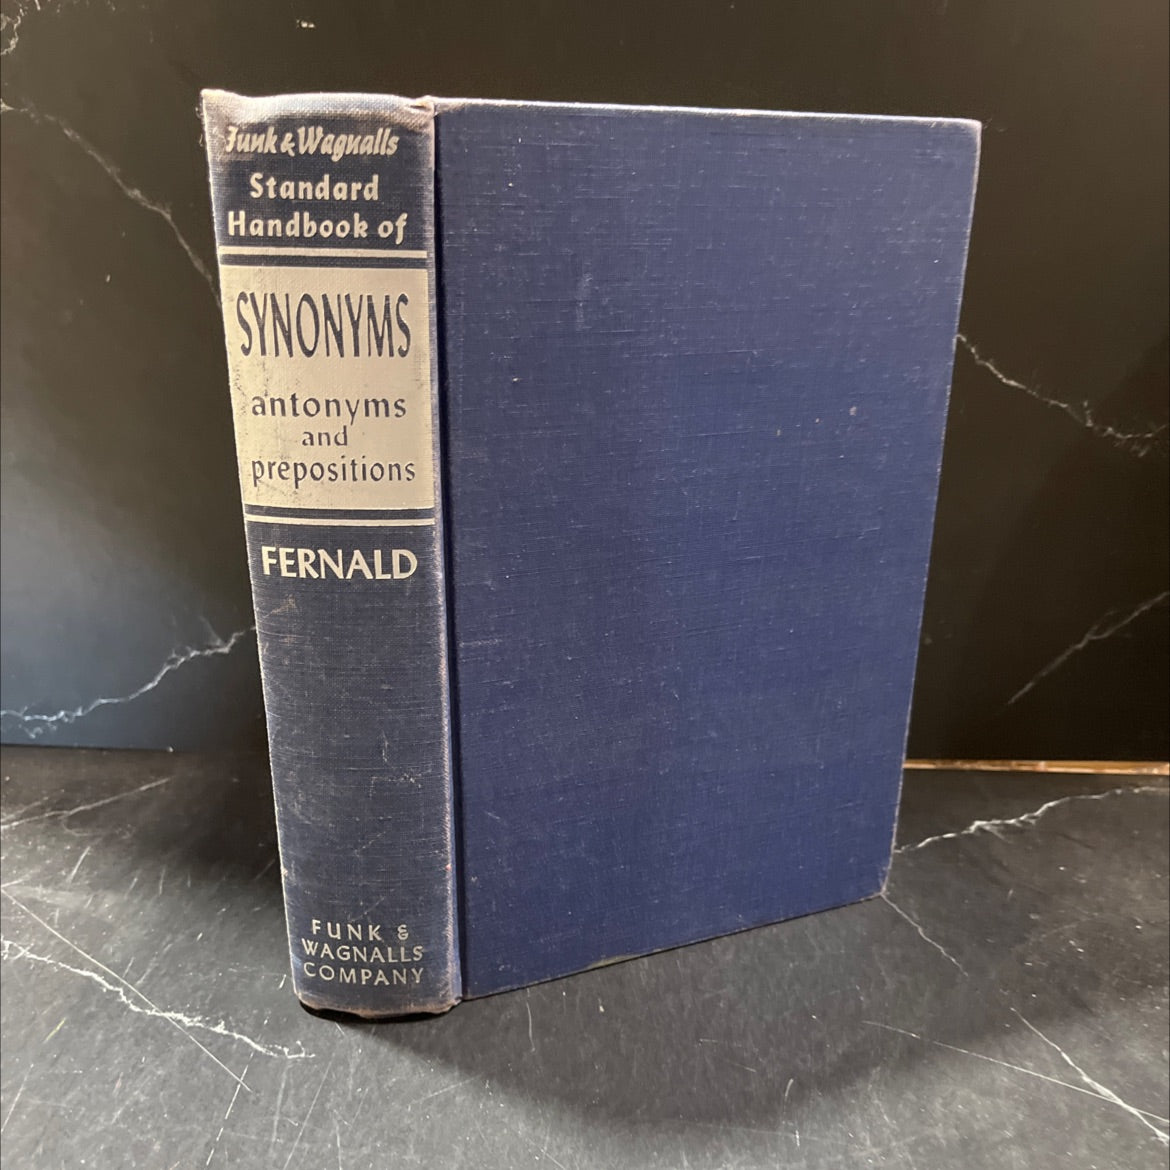 Funk & Wagnalls
Standard
Handbook of
SYNONYMS
antonyms
and
prepositions
FERNALD
FUNK &
WAGNALLS
COMPANY